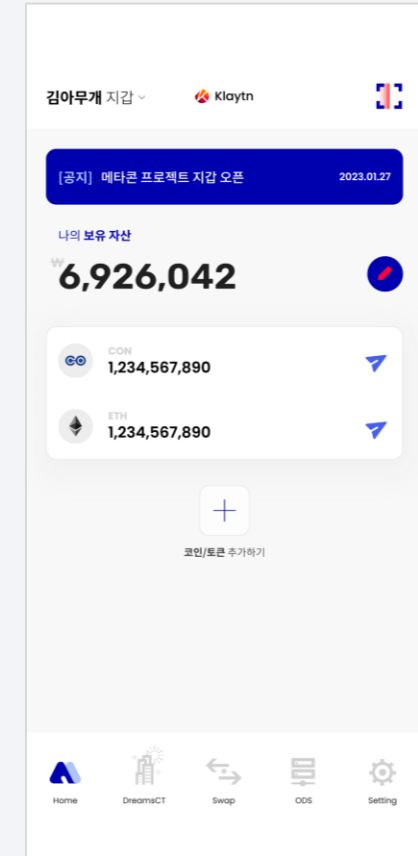 김아무개 지갑
Klaytn
[공지] 메타콘 프로젝트 지갑 오픈 2023.01.27
나의 보유 자산
₩6,926,042
CON
1,234,567,890
ETH
1,234,567,890
코인/토큰 추가하기
Home DreamsCT Swap ODS Setting